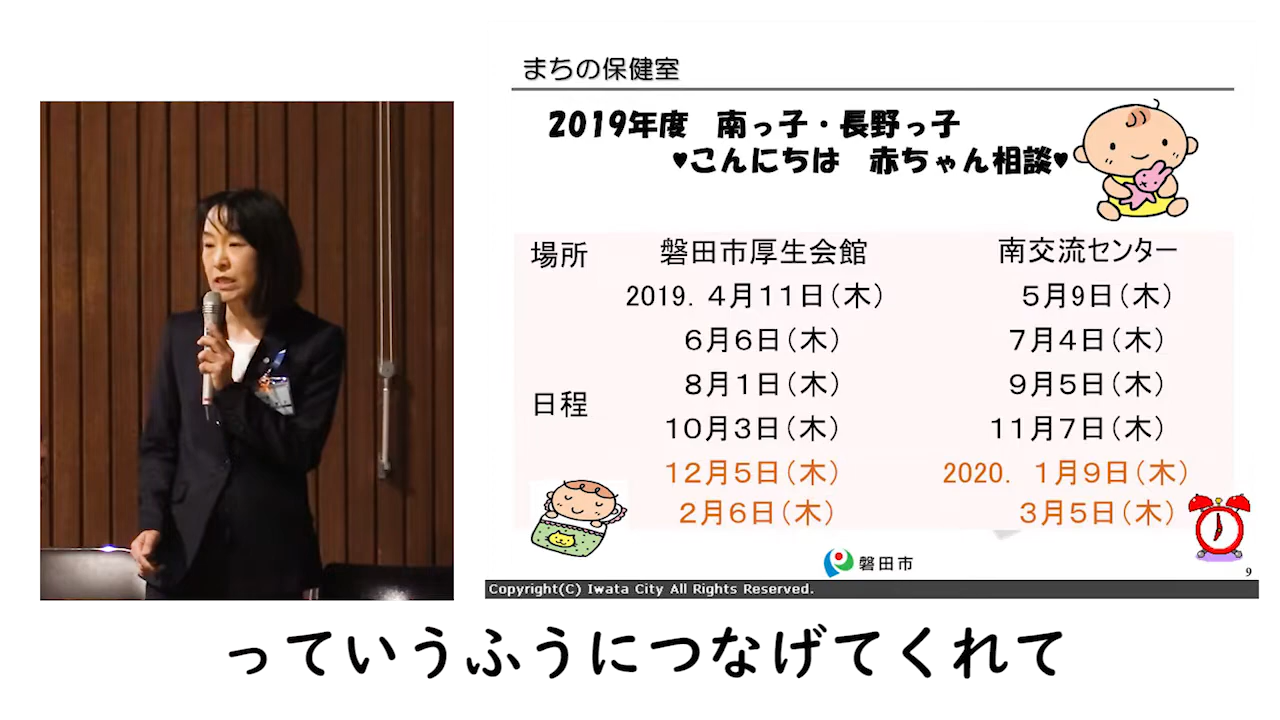 まちの保健室
2019年度　南っ子・長野っ子
♥こんにちは　赤ちゃん相談♥
場所　磐田市厚生会館　南交流センター
日程
2019. 4月11日(木)　5月9日(木)
6月6日(木)　7月4日(木)
8月1日(木)　9月5日(木)
10月3日(木)　11月7日(木)
12月5日(木)　2020. 1月9日(木)
2月6日(木)　3月5日(木)
磐田市
9
Copyright(C) Iwata City All Rights Reserved.
っていうふうにつなげてくれて